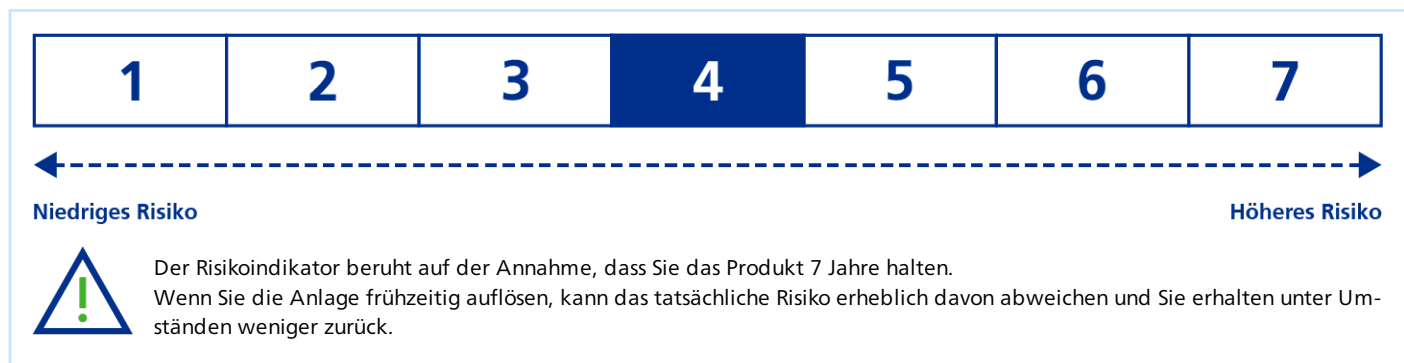 1 2 3 4 5 6 7
Niedriges Risiko Höheres Risiko
Der Risikoindikator beruht auf der Annahme, dass Sie das Produkt 7 Jahre halten.
Wenn Sie die Anlage frühzeitig auflösen, kann das tatsächliche Risiko erheblich davon abweichen und Sie erhalten unter Um-
ständen weniger zurück.